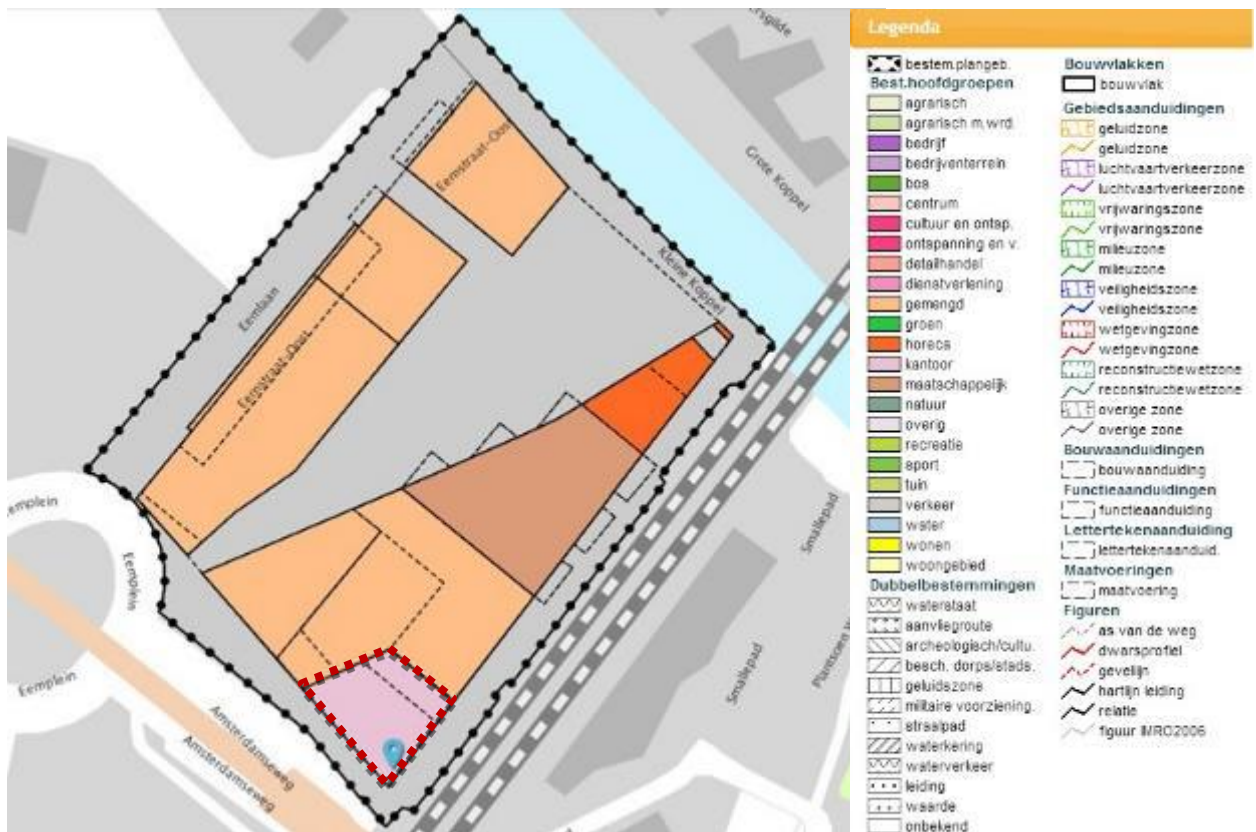 ersgilde
Grote Koppel
Kleine Koppel
Eemstraat-Oost
Eemlaan
Eemstraat-Oost
emplein
Eemplein
Eemplein
Amsterdamseweg
Amsterdamseweg
Smallepad
Smallepad
Legenda
bestem.plangeb.
Best.hoofdgroepen
agrarisch
agrarisch m.wrd.
bedrijf
bedrijventerrein
bos
centrum
cultuur en ontsp.
ontspanning en v.
detailhandel
dienstverlening
gemengd
groen
horeca
kantoor
maatschappelijk
natuur
overig
recreatie
sport
tuin
verkeer
water
wonen
woongebied
Dubbelbestemmingen
waterstaat
aanvliegroute
archeologisch/cultu.
besch. dorps/stads.
geluidszone
militaire voorziening.
straalpad
waterkering
waterverkeer
leiding
waarde
onbekend
Bouwvlakken
bouwvlak
Gebiedsaanduidingen
geluidzone
geluidzone
luchtvaartverkeerzone
luchtvaartverkeerzone
vrijwaringszone
vrijwaringszone
milieuzone
milieuzone
veiligheidszone
veiligheidszone
wetgevingzone
wetgevingzone
reconstructiewetzone
reconstructiewetzone
overige zone
overige zone
Bouwaanduidingen
bouwaanduiding
Functieaanduidingen
functieaanduiding
Lettertekenaanduiding
lettertekenaanduid.
Maatvoeringen
maatvoering
Figuren
as van de weg
dwarsprofiel
gevellijn
hartlijn leiding
relatie
figuur IMRO2006